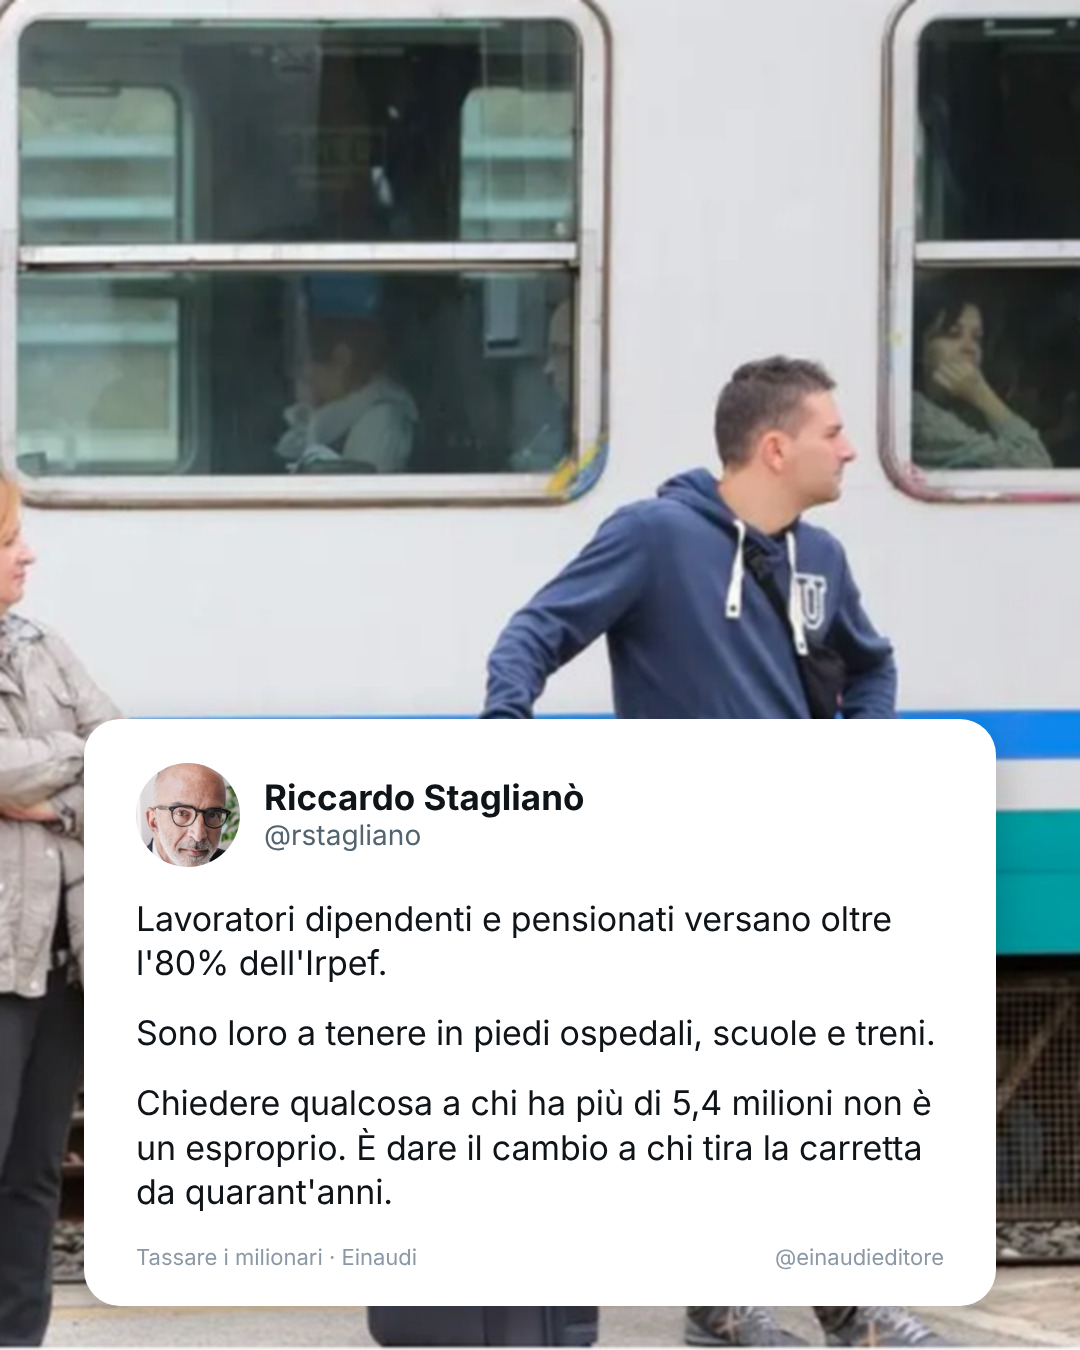 U
Riccardo Staglianò
@rstagliano
Lavoratori dipendenti e pensionati versano oltre
l'80% dell'Irpef.
Sono loro a tenere in piedi ospedali, scuole e treni.
Chiedere qualcosa a chi ha più di 5,4 milioni non è
un esproprio. È dare il cambio a chi tira la carretta
da quarant'anni.
Tassare i milionari · Einaudi
@einaudieditore